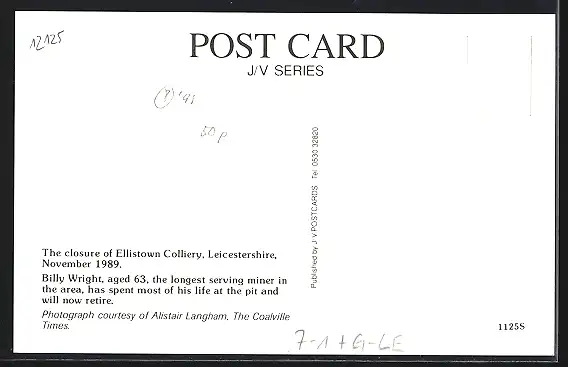 12125
POST CARD
J/V SERIES
'91
50p
Published by J/V POSTCARDS Tel. 0530 32820
The closure of Ellistown Colliery, Leicestershire,
November 1989.
Billy Wright, aged 63, the longest serving miner in
the area, has spent most of his life at the pit and
will now retire.
Photograph courtesy of Alistair Langham, The Coalville
Times.
1125S
7-1+G-LE